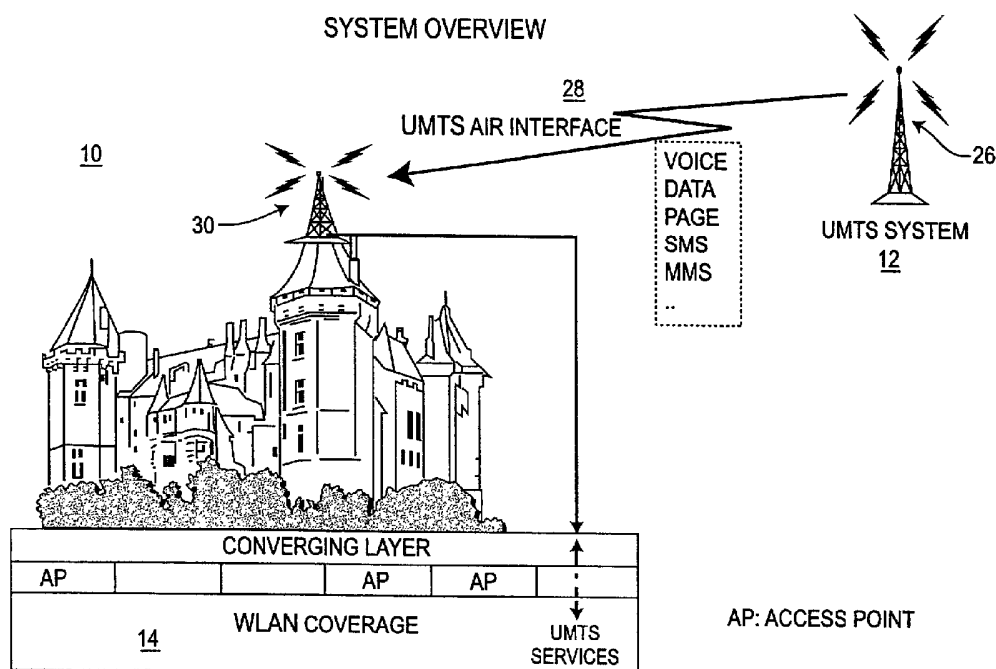 SYSTEM OVERVIEW
28
UMTS AIR INTERFACE
10
26
VOICE
DATA
PAGE
SMS
MMS
..
30
UMTS SYSTEM
12
CONVERGING LAYER
AP AP AP
WLAN COVERAGE
14
UMTS
SERVICES
AP: ACCESS POINT